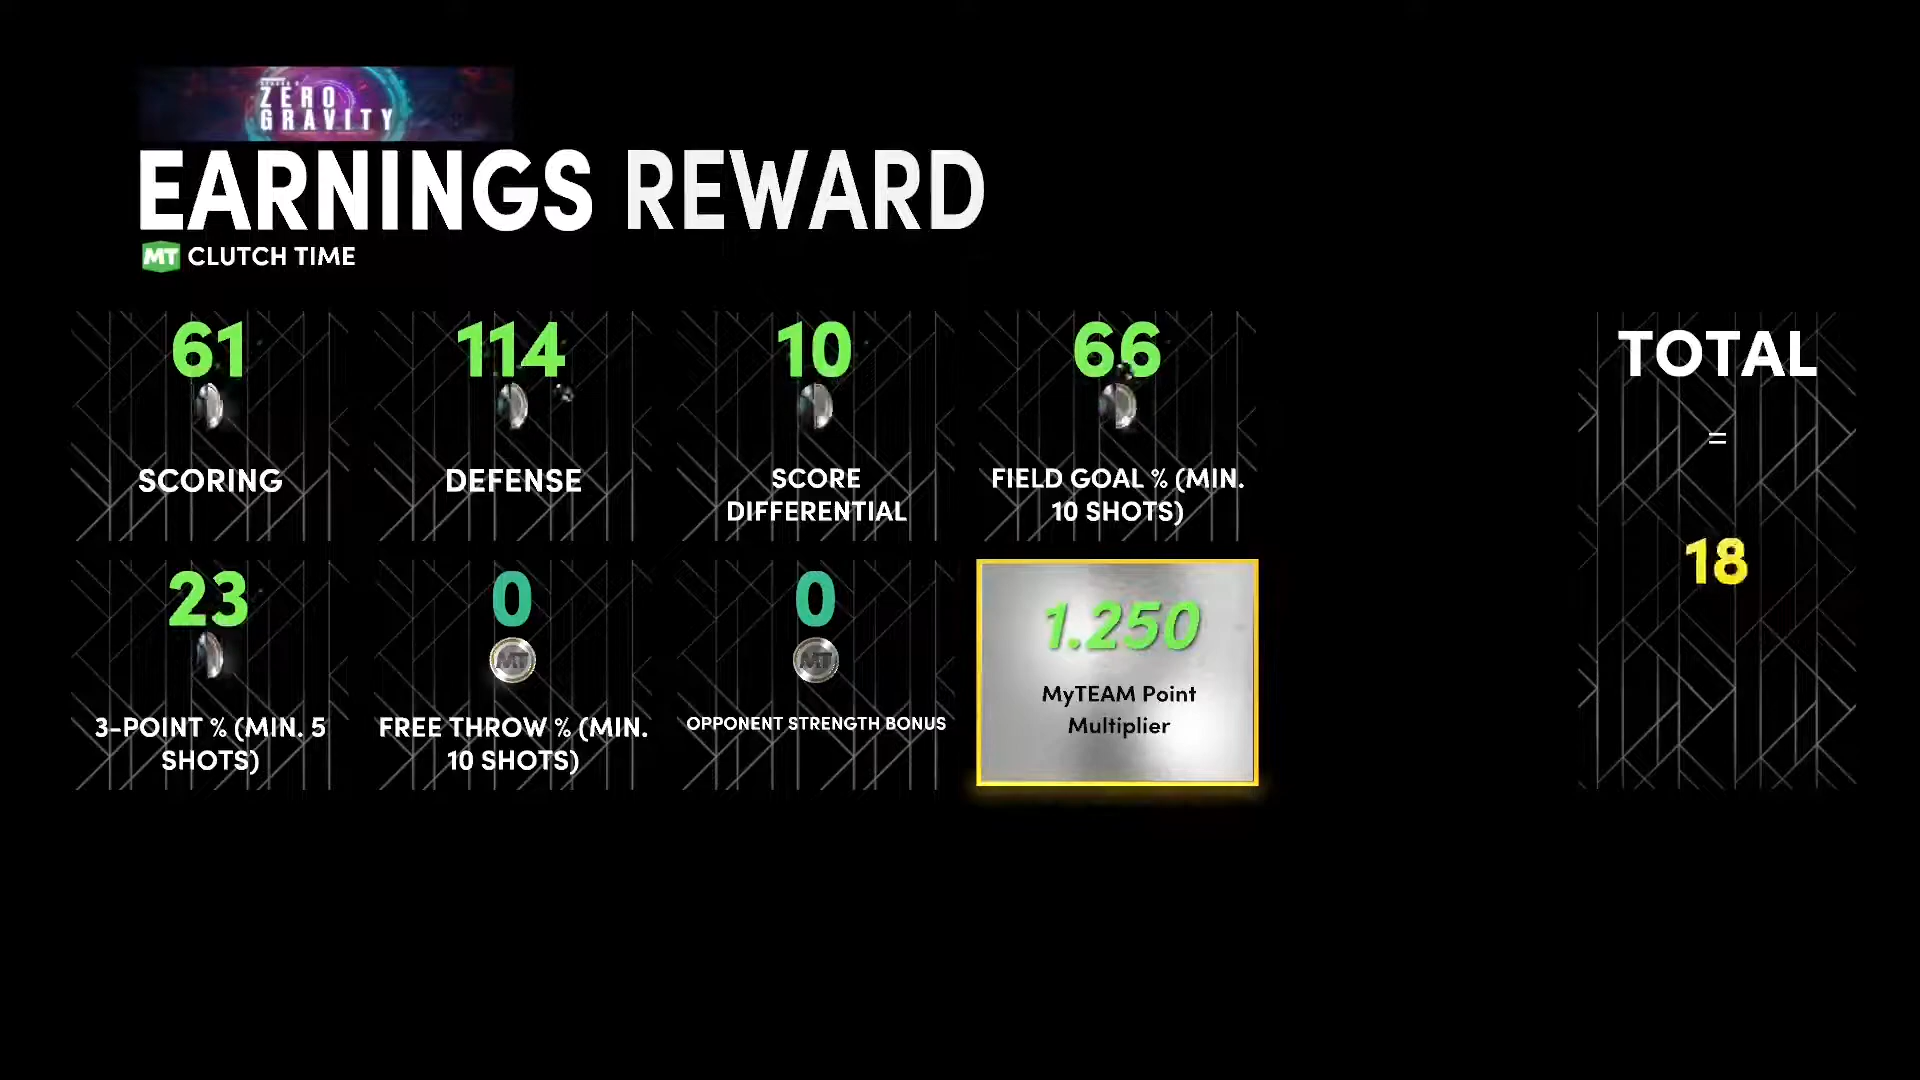 ZERO
GRAVITY
EARNINGS REWARD
MT CLUTCH TIME
61
SCORING
114
DEFENSE
10
SCORE
DIFFERENTIAL
66
FIELD GOAL % (MIN.
10 SHOTS)
23
3-POINT % (MIN. 5
SHOTS)
0
MT
FREE THROW % (MIN.
10 SHOTS)
0
MT
OPPONENT STRENGTH BONUS
1.250
MyTEAM Point
Multiplier
TOTAL
=
18